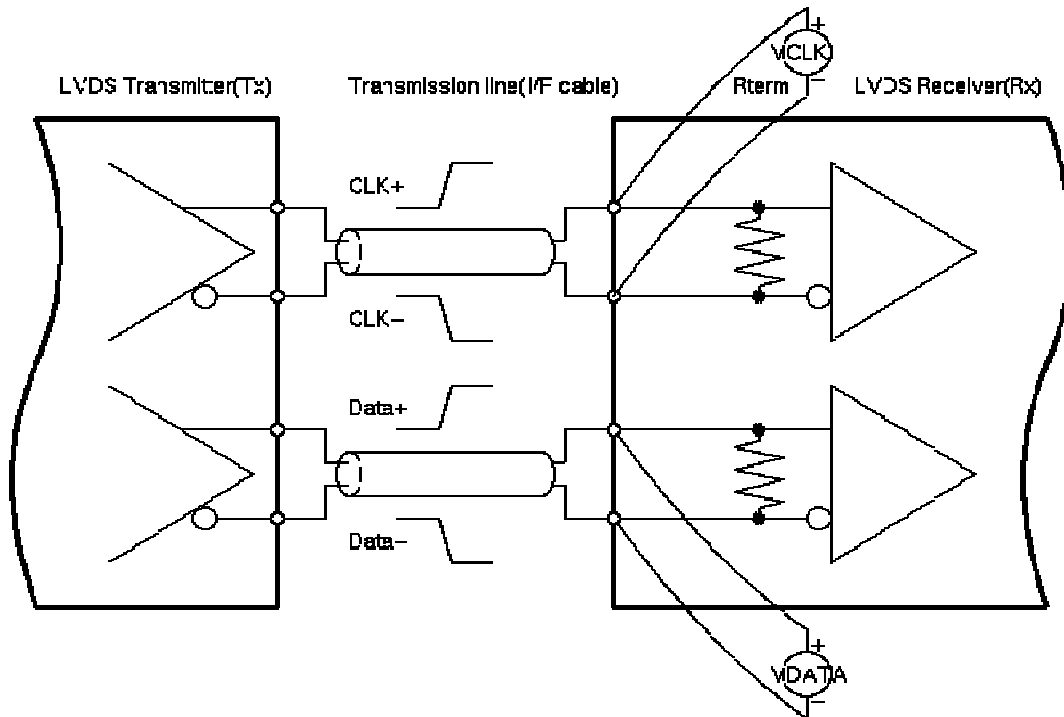 LVDS Transmitter(Tx)
Transmission line(I/F cable)
Rterm
LVDS Receiver(Rx)
+
VCLK
−
CLK+
CLK−
Data+
Data−
+
VDATA
−